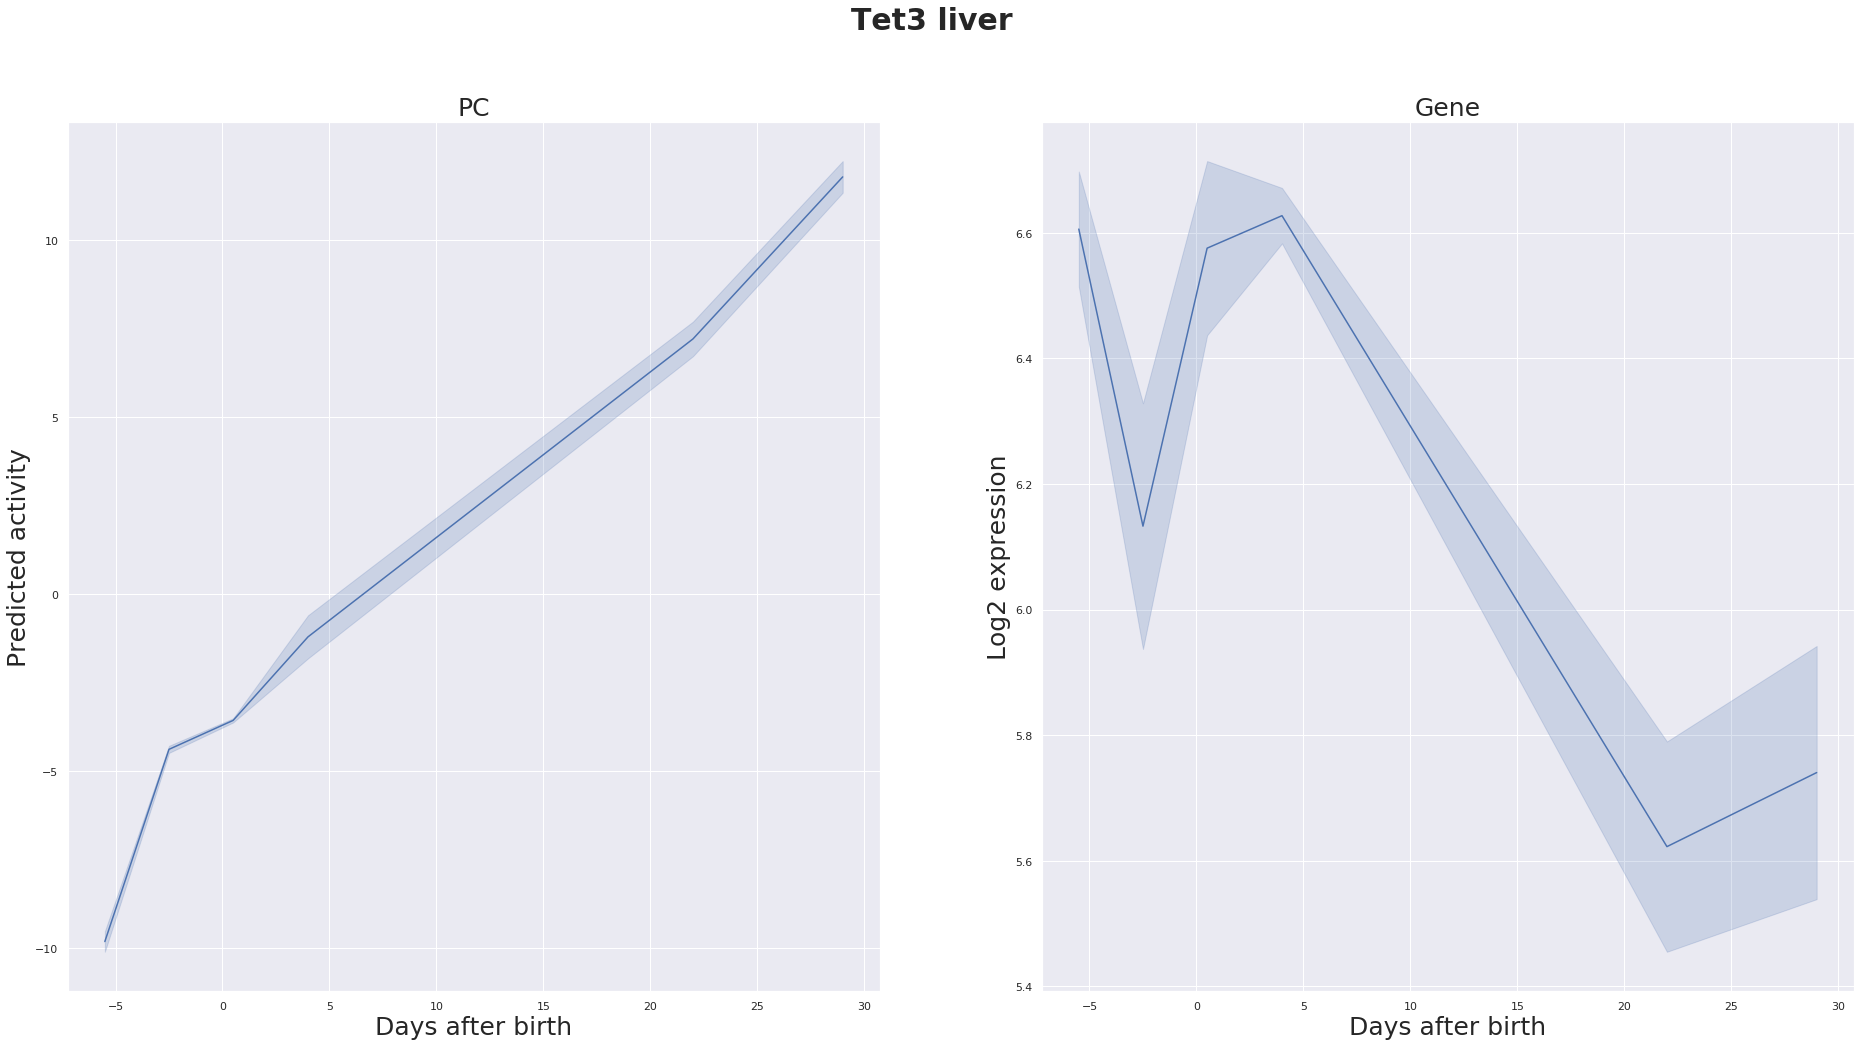 Tet3 liver
PC
Predicted activity
10
5
0
−5
−10
−5 0 5 10 15 20 25 30
Days after birth
Gene
Log2 expression
6.6
6.4
6.2
6.0
5.8
5.6
5.4
−5 0 5 10 15 20 25 30
Days after birth